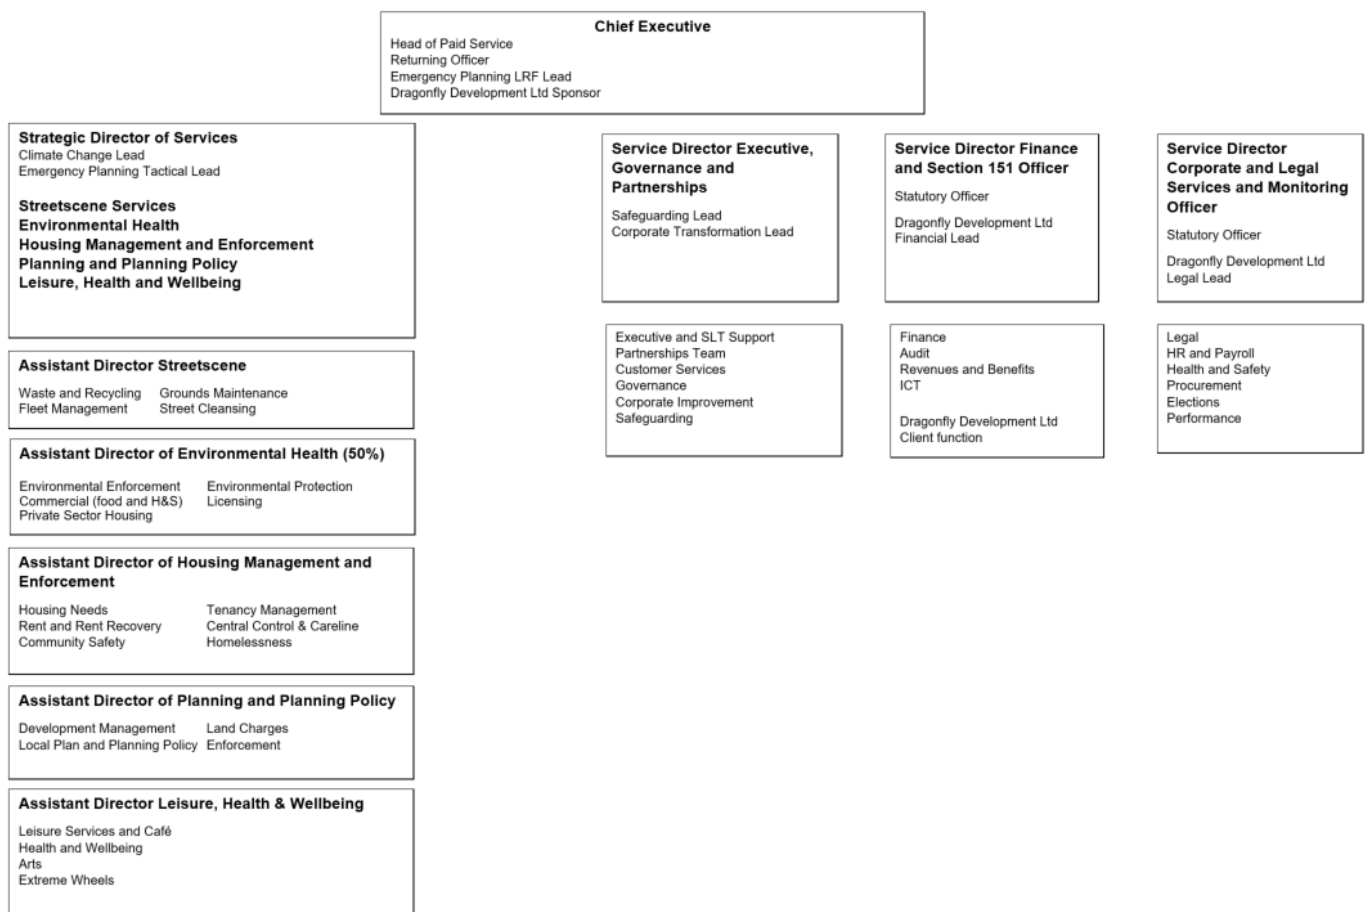 Chief Executive
Head of Paid Service
Returning Officer
Emergency Planning LRF Lead
Dragonfly Development Ltd Sponsor
Strategic Director of Services
Climate Change Lead
Emergency Planning Tactical Lead
Streetscene Services
Environmental Health
Housing Management and Enforcement
Planning and Planning Policy
Leisure, Health and Wellbeing
Assistant Director Streetscene
Waste and Recycling Grounds Maintenance
Fleet Management Street Cleansing
Assistant Director of Environmental Health (50%)
Environmental Enforcement Environmental Protection
Commercial (food and H&S) Licensing
Private Sector Housing
Assistant Director of Housing Management and
Enforcement
Housing Needs Tenancy Management
Rent and Rent Recovery Central Control & Careline
Community Safety Homelessness
Assistant Director of Planning and Planning Policy
Development Management Land Charges
Local Plan and Planning Policy Enforcement
Assistant Director Leisure, Health & Wellbeing
Leisure Services and Café
Health and Wellbeing
Arts
Extreme Wheels
Service Director Executive,
Governance and
Partnerships
Safeguarding Lead
Corporate Transformation Lead
Executive and SLT Support
Partnerships Team
Customer Services
Governance
Corporate Improvement
Safeguarding
Service Director Finance
and Section 151 Officer
Statutory Officer
Dragonfly Development Ltd
Financial Lead
Finance
Audit
Revenues and Benefits
ICT
Dragonfly Development Ltd
Client function
Service Director
Corporate and Legal
Services and Monitoring
Officer
Statutory Officer
Dragonfly Development Ltd
Legal Lead
Legal
HR and Payroll
Health and Safety
Procurement
Elections
Performance